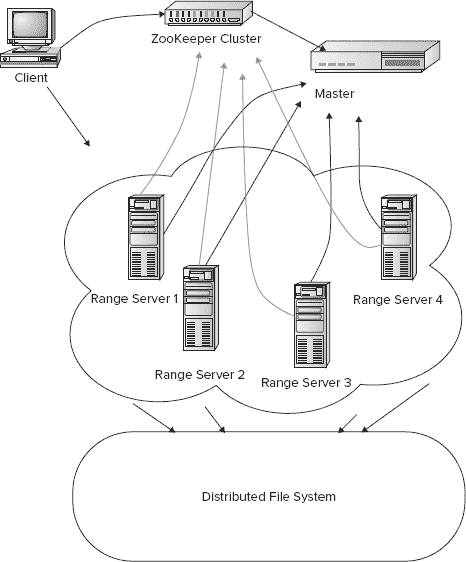 ZooKeeper Cluster
Client
Master
Range Server 1
Range Server 4
Range Server 2
Range Server 3
Distributed File System